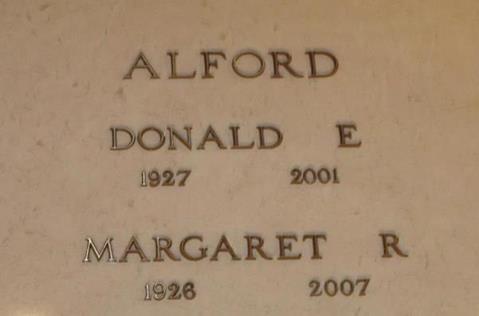 ALFORD
DONALD E
1927 2001
MARGARET R
1926 2007